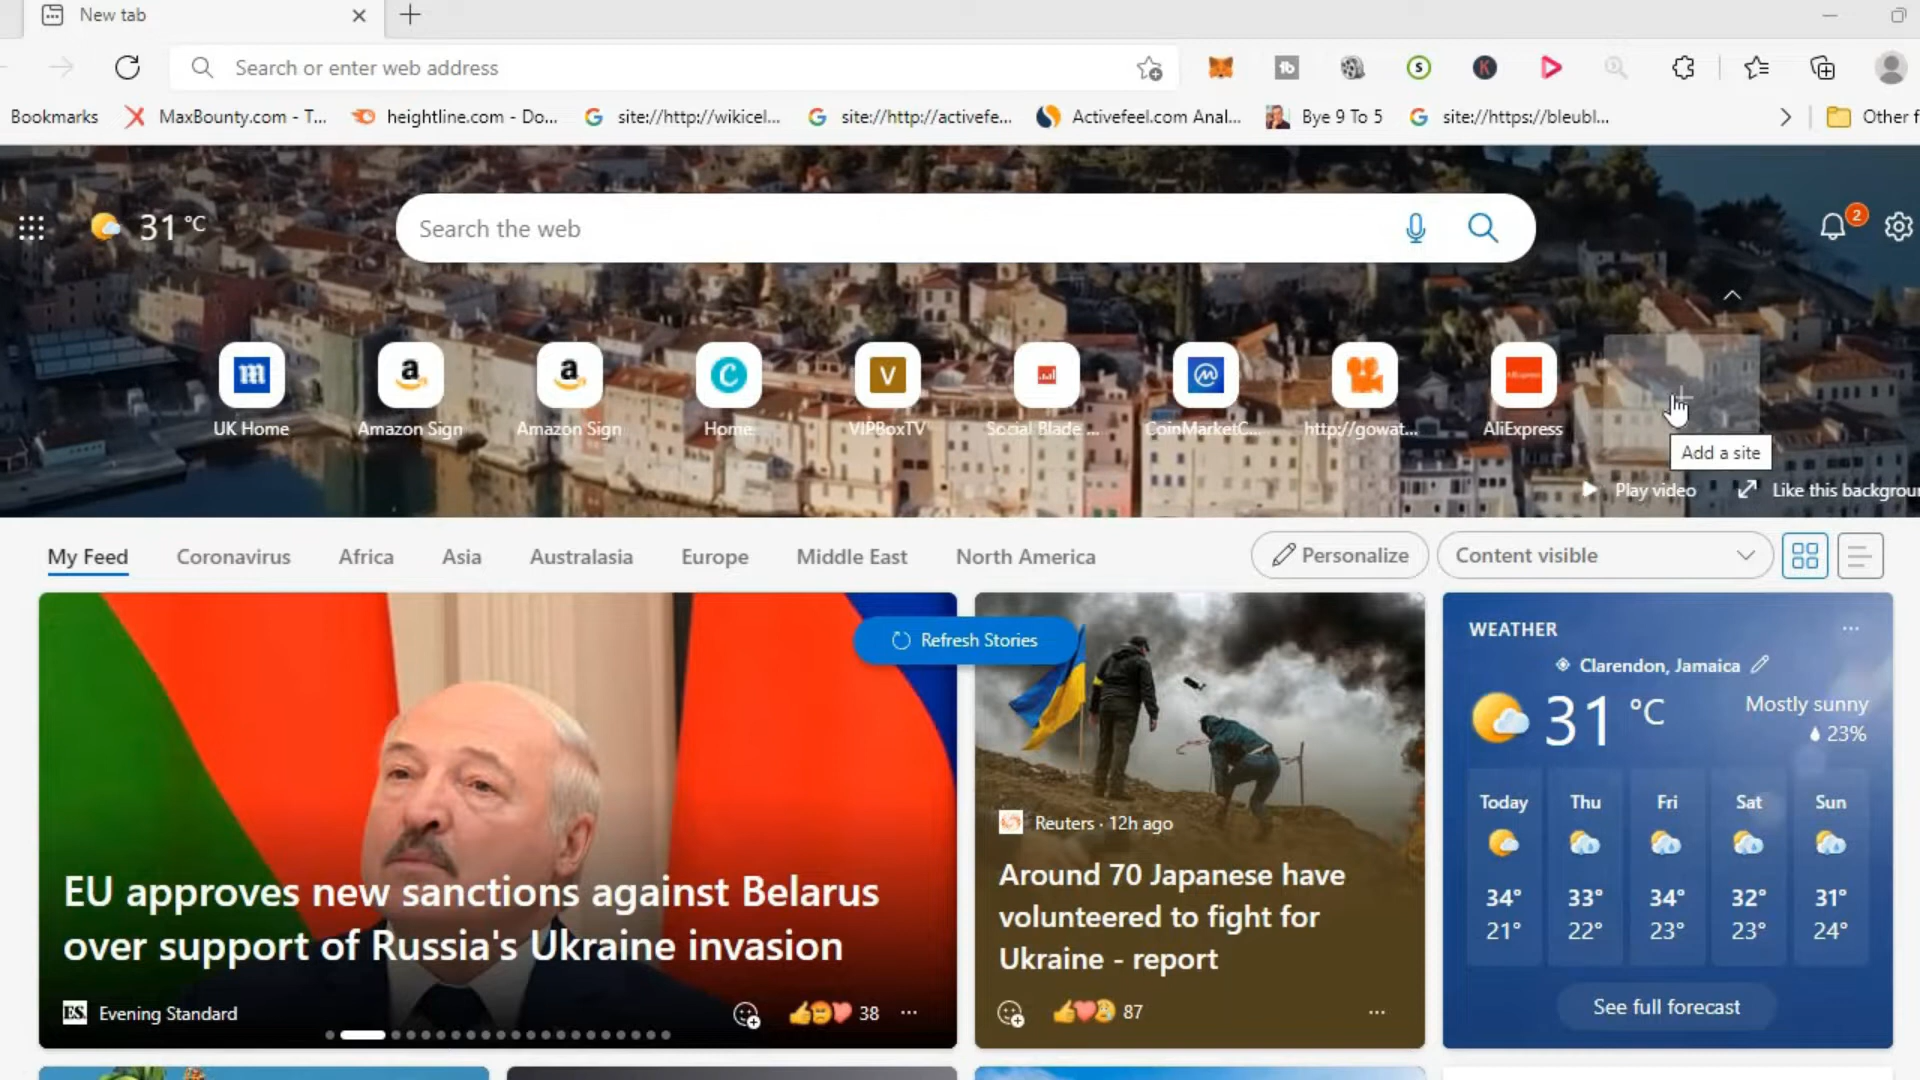 New tab
Search or enter web address
Bookmarks
MaxBounty.com - T...
heightline.com - Do...
site://http://wikicel...
site://http://activefe...
Activefeel.com Anal...
Bye 9 To 5
site://https://bleubl...
Other f
31 °C
Search the web
2
UK Home
Amazon Sign
Amazon Sign
Home
VIPBoxTV
Social Blade ...
CoinMarketC...
http://gowat...
AliExpress
Add a site
Play video
Like this backgroun
My Feed
Coronavirus
Africa
Asia
Australasia
Europe
Middle East
North America
Personalize
Content visible
Refresh Stories
EU approves new sanctions against Belarus
over support of Russia's Ukraine invasion
ES. Evening Standard
38
Reuters · 12h ago
Around 70 Japanese have
volunteered to fight for
Ukraine - report
87
WEATHER
Clarendon, Jamaica
31 °C
Mostly sunny
23%
Today Thu Fri Sat Sun
34° 33° 34° 32° 31°
21° 22° 23° 23° 24°
See full forecast